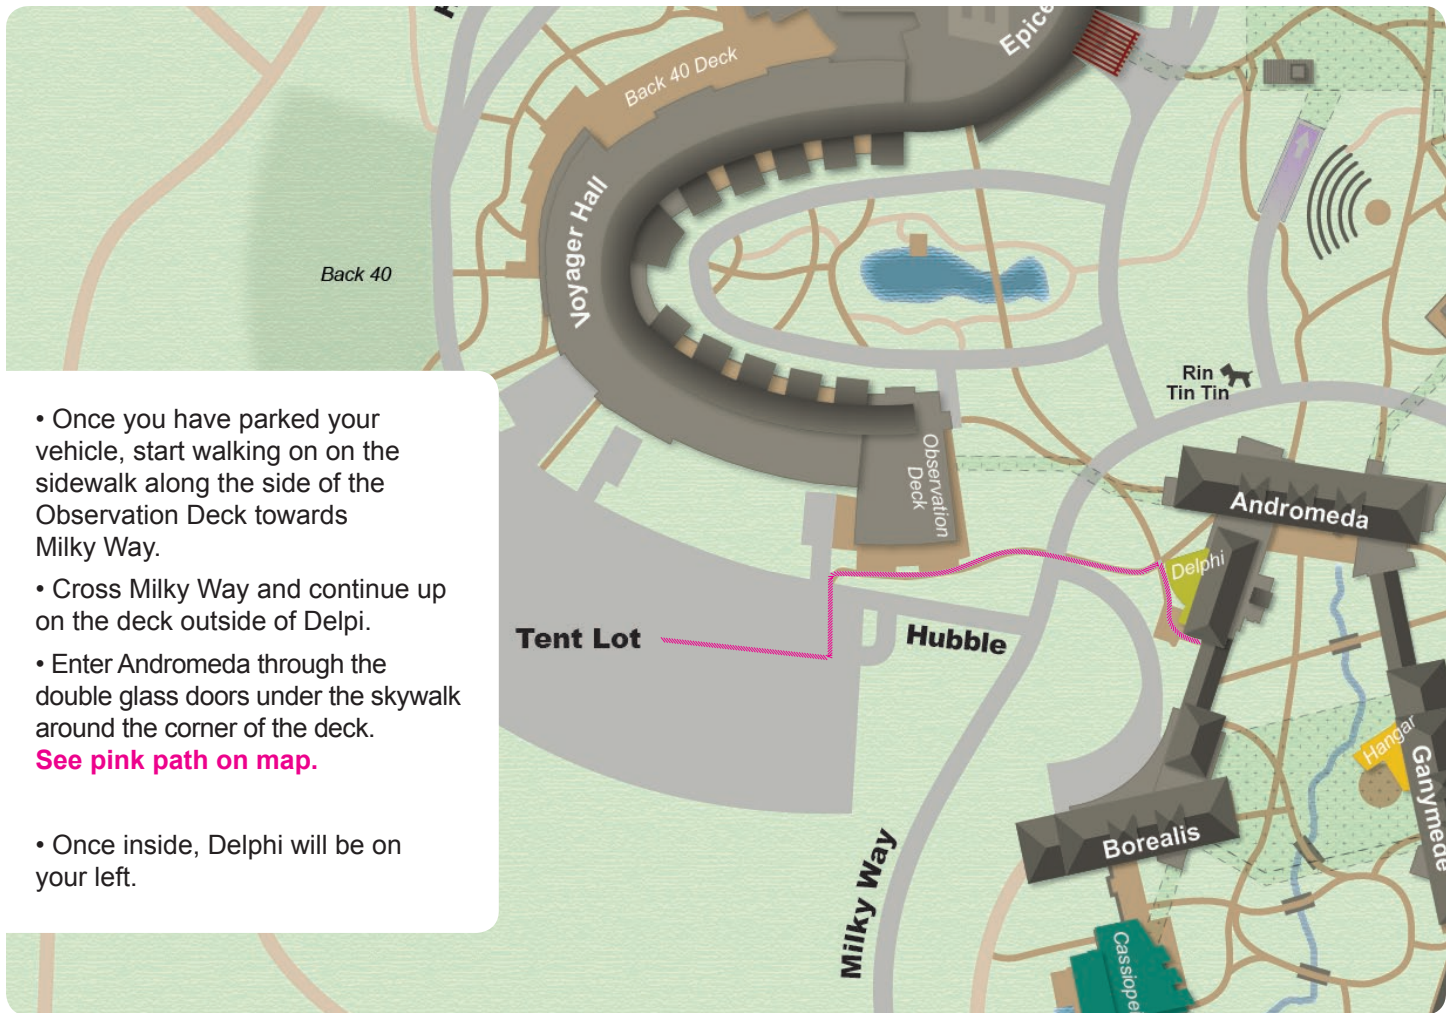 Epice
Back 40 Deck
Voyager Hall
Back 40
Rin
Tin Tin
Observation
Deck
Andromeda
Delphi
• Once you have parked your
vehicle, start walking on on the
sidewalk along the side of the
Observation Deck towards
Milky Way.
• Cross Milky Way and continue up
on the deck outside of Delpi.
• Enter Andromeda through the
double glass doors under the skywalk
around the corner of the deck.
See pink path on map.
• Once inside, Delphi will be on
your left.
Tent Lot
Hubble
Hangar
Ganymede
Borealis
Milky Way
Cassiope